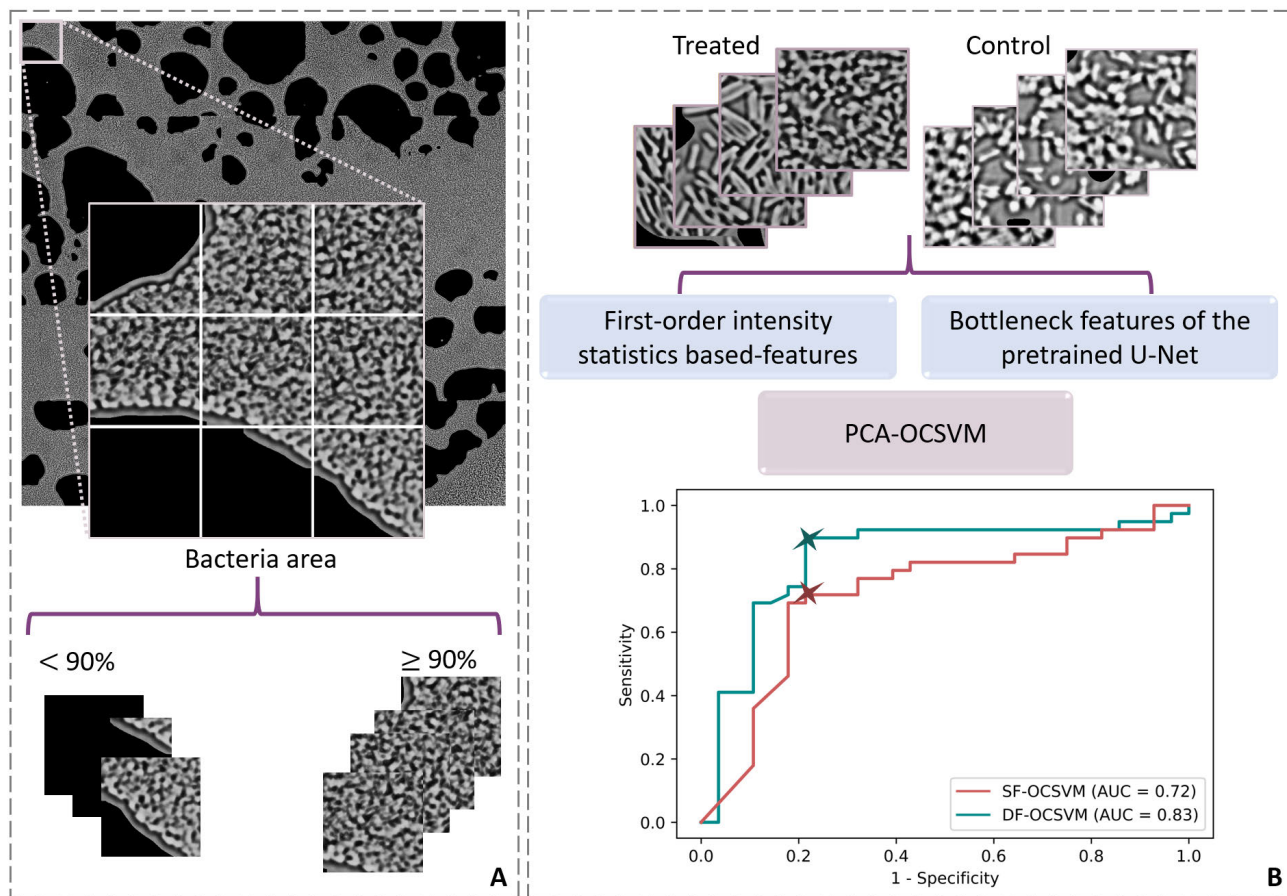 Bacteria area
< 90%
≥ 90%
A
Treated
Control
First-order intensity
statistics based-features
Bottleneck features of the
pretrained U-Net
PCA-OCSVM
1.0
0.8
0.6
0.4
0.2
0.0
Sensitivity
SF-OCSVM (AUC = 0.72)
DF-OCSVM (AUC = 0.83)
0.0 0.2 0.4 0.6 0.8 1.0
1 - Specificity
B